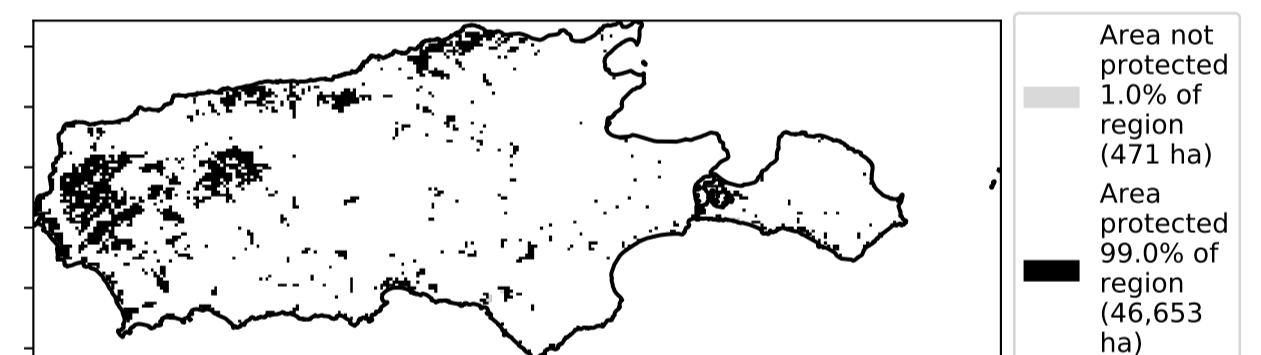 Area not
protected
1.0% of
region
(471 ha)
Area
protected
99.0% of
region
(46,653
ha)